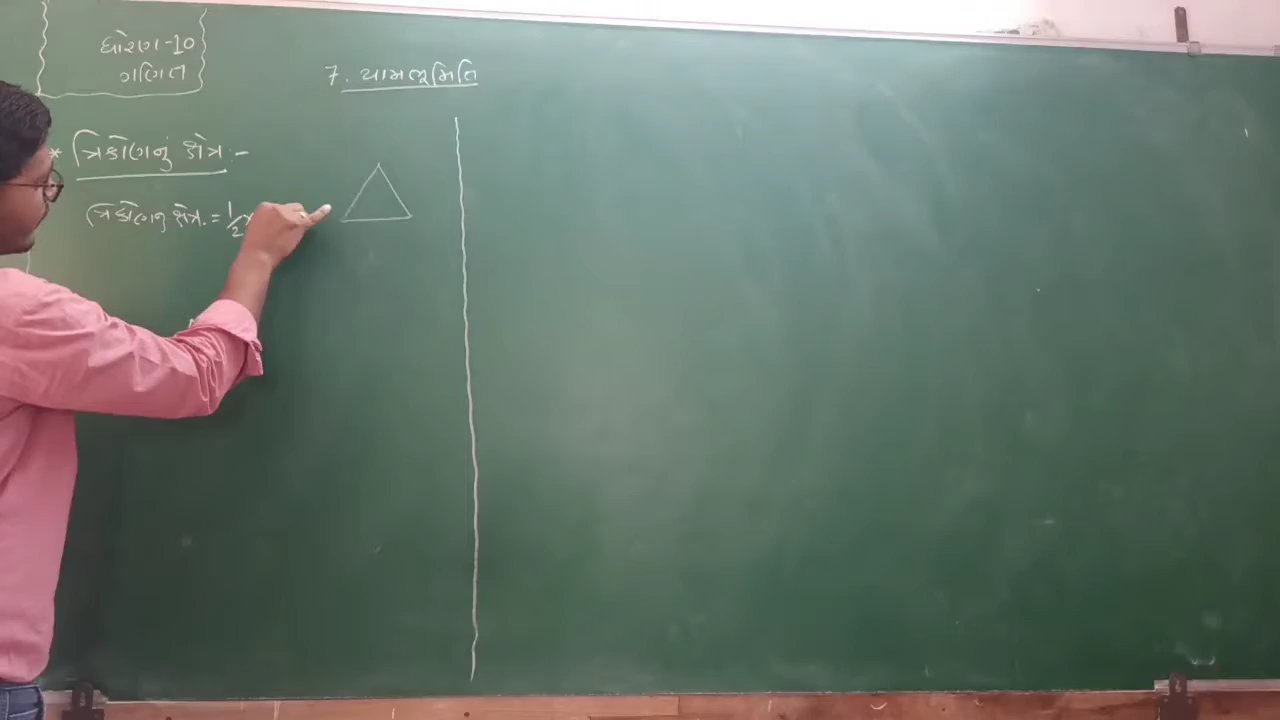 ધોરણ-10
ગણિત
7. યામભૂમિતિ
* ત્રિકોણનું ક્ષેત્ર :-
ત્રિકોણનું ક્ષેત્ર. = 1/2 ×